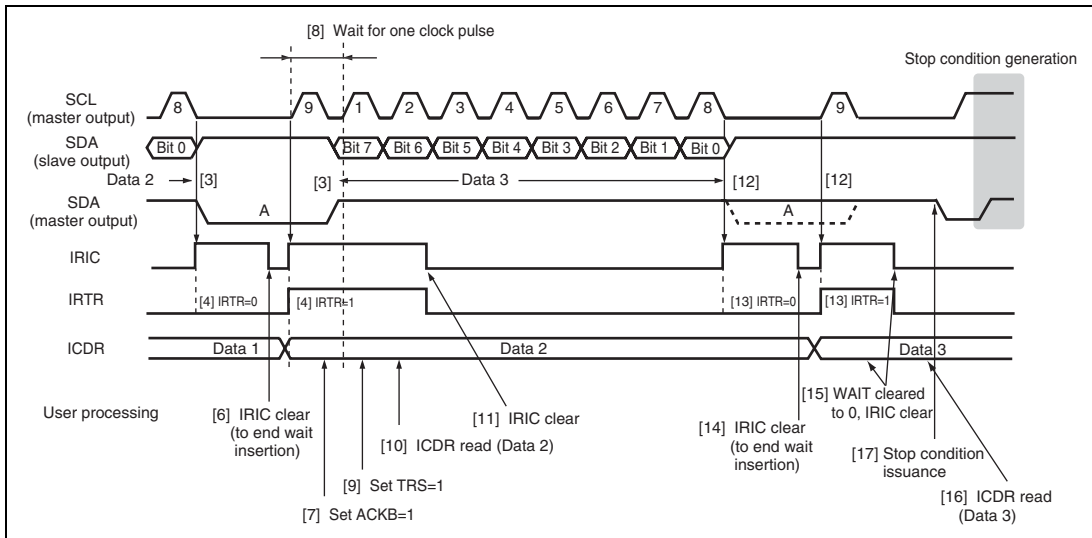 [8] Wait for one clock pulse
Stop condition generation
SCL
(master output)
8
9
1
2
3
4
5
6
7
8
9
SDA
(slave output)
Bit 0
Bit 7
Bit 6
Bit 5
Bit 4
Bit 3
Bit 2
Bit 1
Bit 0
Data 2
[3]
[3]
Data 3
[12]
[12]
SDA
(master output)
A
A
IRIC
IRTR
[4] IRTR=0
[4] IRTR=1
[13] IRTR=0
[13] IRTR=1
ICDR
Data 1
Data 2
Data 3
User processing
[6] IRIC clear
(to end wait
insertion)
[11] IRIC clear
[10] ICDR read (Data 2)
[9] Set TRS=1
[7] Set ACKB=1
[14] IRIC clear
(to end wait
insertion)
[15] WAIT cleared
to 0, IRIC clear
[17] Stop condition
issuance
[16] ICDR read
(Data 3)